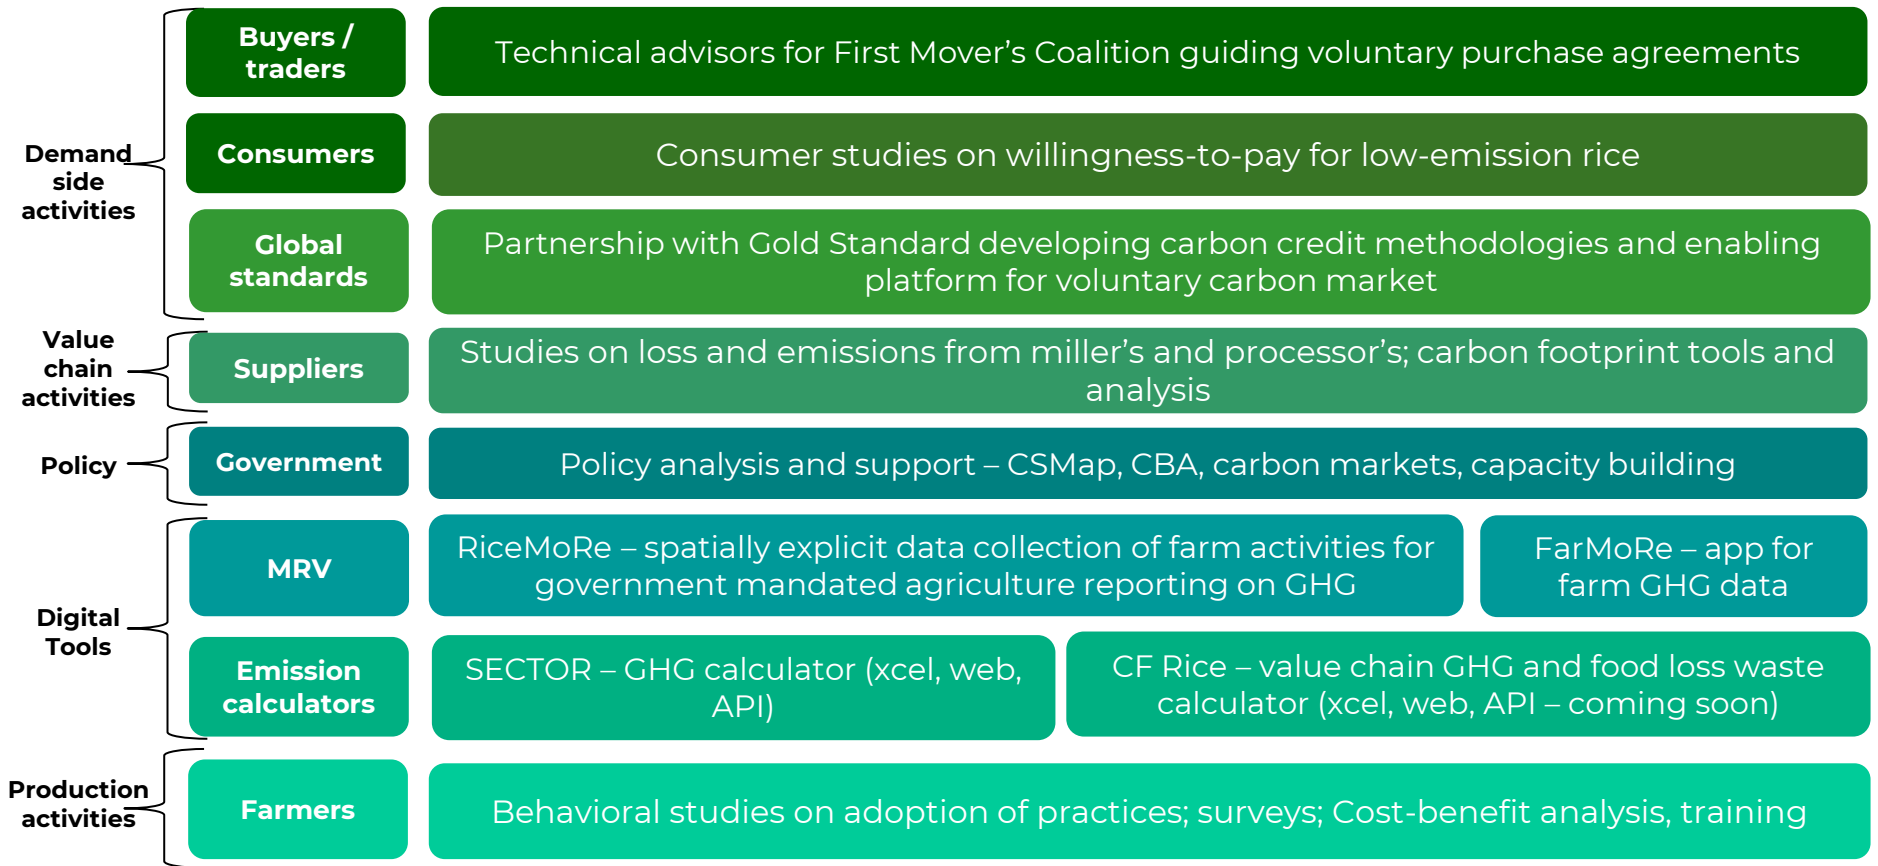 Demand
side
activities
Buyers /
traders
Technical advisors for First Mover's Coalition guiding voluntary purchase agreements
Consumers
Consumer studies on willingness-to-pay for low-emission rice
Global
standards
Partnership with Gold Standard developing carbon credit methodologies and enabling
platform for voluntary carbon market
Value
chain
activities
Suppliers
Studies on loss and emissions from miller's and processor's; carbon footprint tools and
analysis
Policy
Government
Policy analysis and support – CSMap, CBA, carbon markets, capacity building
Digital
Tools
MRV
RiceMoRe – spatially explicit data collection of farm activities for
government mandated agriculture reporting on GHG
FarMoRe – app for
farm GHG data
Emission
calculators
SECTOR – GHG calculator (xcel, web,
API)
CF Rice – value chain GHG and food loss waste
calculator (xcel, web, API – coming soon)
Production
activities
Farmers
Behavioral studies on adoption of practices; surveys; Cost-benefit analysis, training